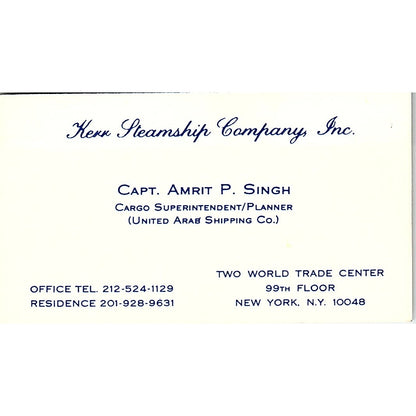 Kerr Steamship Company, Inc.
Capt. Amrit P. Singh
Cargo Superintendent/Planner
(United Arab Shipping Co.)
OFFICE TEL. 212-524-1129
RESIDENCE 201-928-9631
TWO WORLD TRADE CENTER
99TH FLOOR
NEW YORK, N.Y. 10048